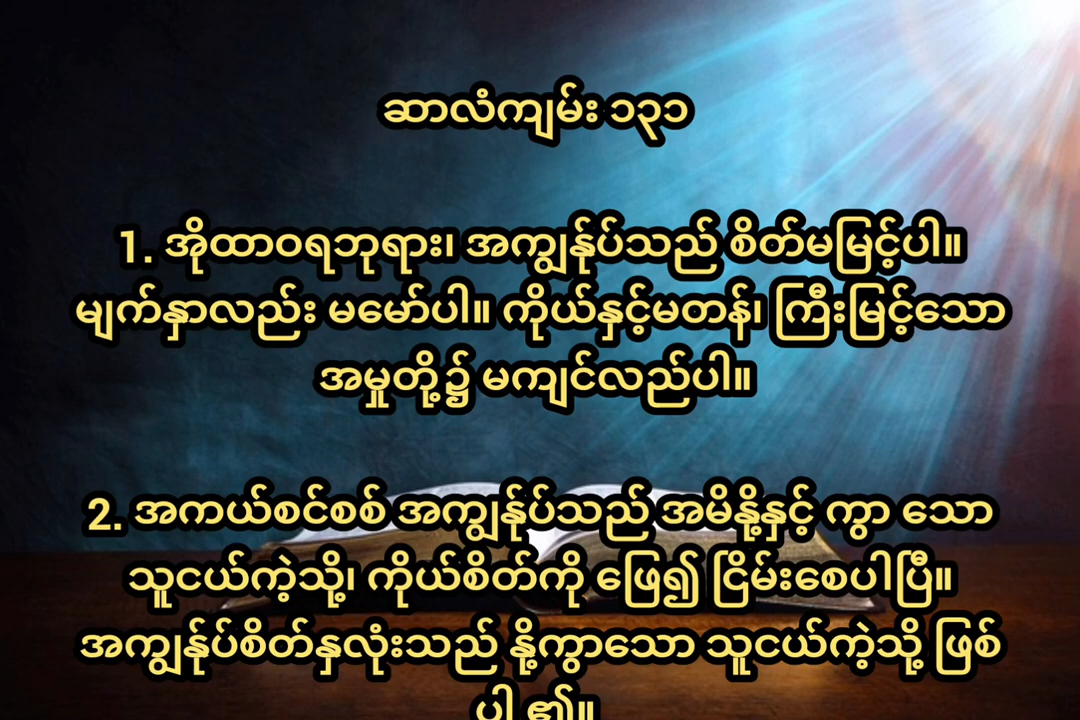 ဆာလံကျမ်း ၁၃၁
1. အိုထာဝရဘုရား၊ အကျွန်ုပ်သည် စိတ်မမြင့်ပါ။
မျက်နှာလည်း မမော်ပါ။ ကိုယ်နှင့်မတန်၊ ကြီးမြင့်သော
အမှုတို့၌ မကျင်လည်ပါ။
2. အကယ်စင်စစ် အကျွန်ုပ်သည် အမိနို့နှင့် ကွာ သော
သူငယ်ကဲ့သို့၊ ကိုယ်စိတ်ကို ဖြေ၍ ငြိမ်းစေပါပြီ။
အကျွန်ုပ်စိတ်နှလုံးသည် နို့ကွာသော သူငယ်ကဲ့သို့ ဖြစ်
ပါ ၏။